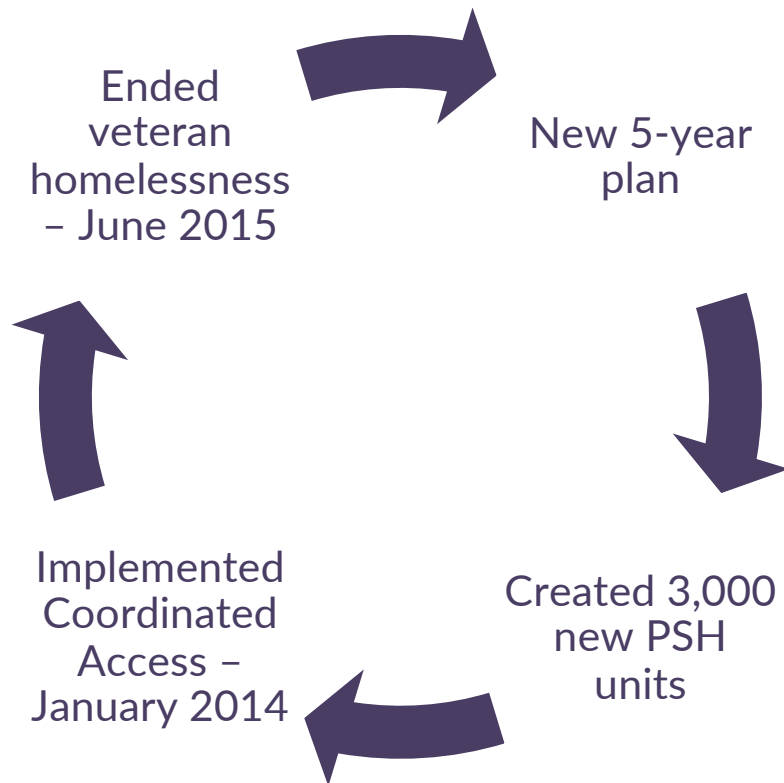 Ended
veteran
homelessness
– June 2015
New 5-year
plan
Created 3,000
new PSH
units
Implemented
Coordinated
Access –
January 2014